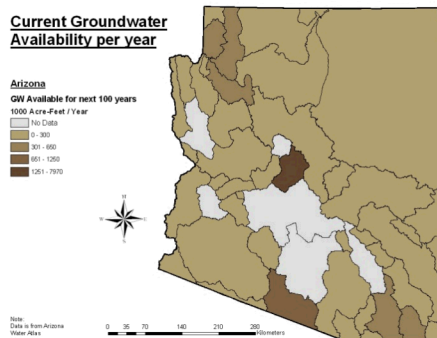 Current Groundwater
Availability per year
Arizona
GW Available for next 100 years
1000 Acre-Feet / Year
No Data
0 - 300
301 - 650
651 - 1250
1251 - 7970
N
W E
S
Note:
Data is from Arizona
Water Atlas
0 35 70 140 210 280
Kilometers